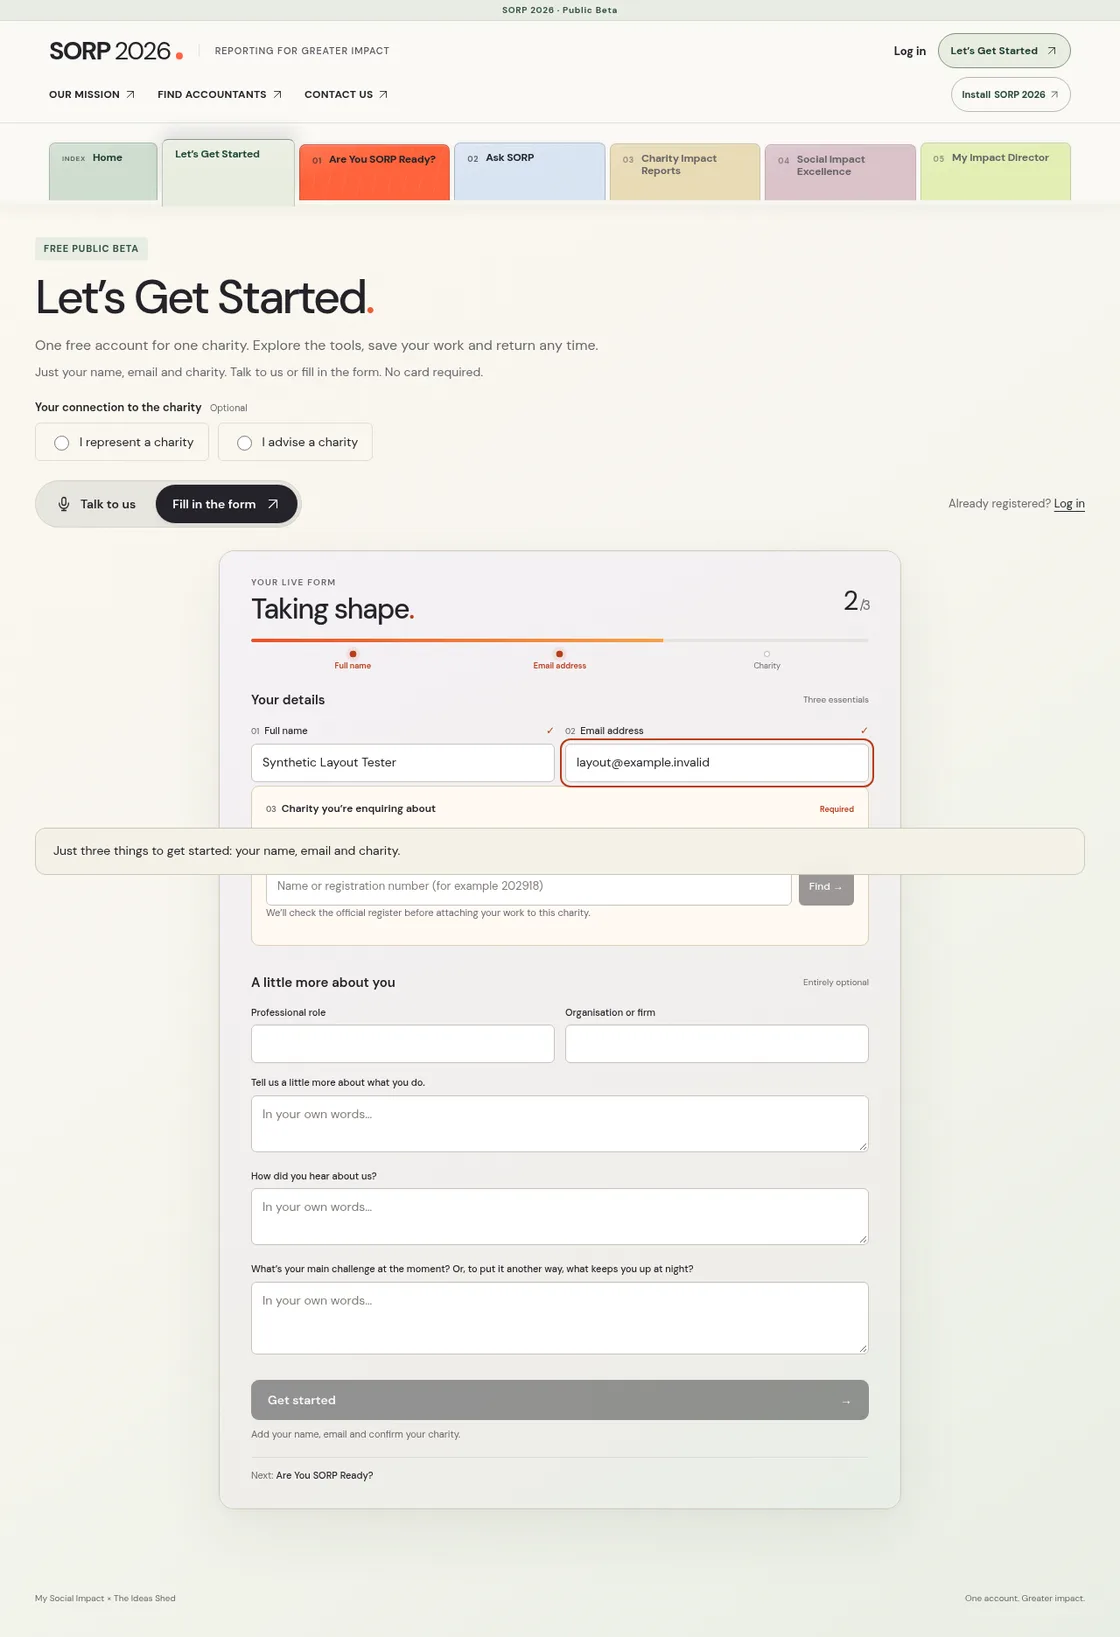 SORP 2026 · Public Beta
SORP 2026.
REPORTING FOR GREATER IMPACT
Log in
Let's Get Started ↗
OUR MISSION ↗
FIND ACCOUNTANTS ↗
CONTACT US ↗
Install SORP 2026 ↗
INDEX Home
Let's Get Started
01 Are You SORP Ready?
02 Ask SORP
03 Charity Impact
Reports
04 Social Impact
Excellence
05 My Impact Director
FREE PUBLIC BETA
Let's Get Started.
One free account for one charity. Explore the tools, save your work and return any time.
Just your name, email and charity. Talk to us or fill in the form. No card required.
Your connection to the charity Optional
I represent a charity
I advise a charity
Talk to us
Fill in the form ↗
Already registered? Log in
YOUR LIVE FORM
Taking shape.
2/3
Full name
Email address
Charity
Your details
Three essentials
01 Full name ✓
02 Email address ✓
Synthetic Layout Tester
layout@example.invalid
03 Charity you're enquiring about
Required
Just three things to get started: your name, email and charity.
Name or registration number (for example 202918)
Find →
We'll check the official register before attaching your work to this charity.
A little more about you
Entirely optional
Professional role
Organisation or firm
Tell us a little more about what you do.
In your own words...
How did you hear about us?
In your own words...
What's your main challenge at the moment? Or, to put it another way, what keeps you up at night?
In your own words...
Get started →
Add your name, email and confirm your charity.
Next: Are You SORP Ready?
My Social Impact × The Ideas Shed
One account. Greater impact.